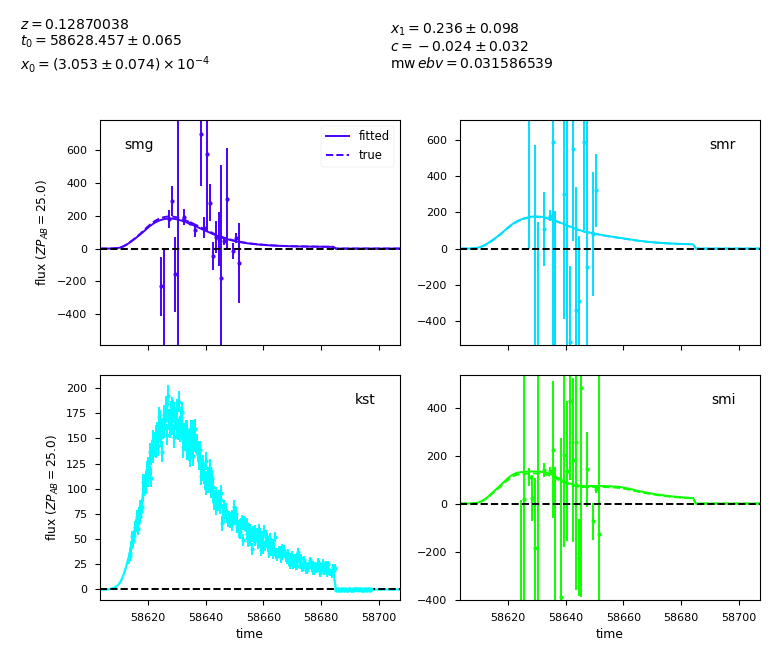 z = 0.12870038
t₀ = 58628.457 ± 0.065
x₀ = (3.053 ± 0.074) × 10⁻⁴
x₁ = 0.236 ± 0.098
c = −0.024 ± 0.032
mw ebv = 0.031586539
smg
fitted
true
600
400
200
0
−200
−400
flux (ZP_AB = 25.0)
smr
600
400
200
0
−200
−400
kst
200
175
150
125
100
75
50
25
0
flux (ZP_AB = 25.0)
58620 58640 58660 58680 58700
time
smi
400
200
0
−200
−400
58620 58640 58660 58680 58700
time